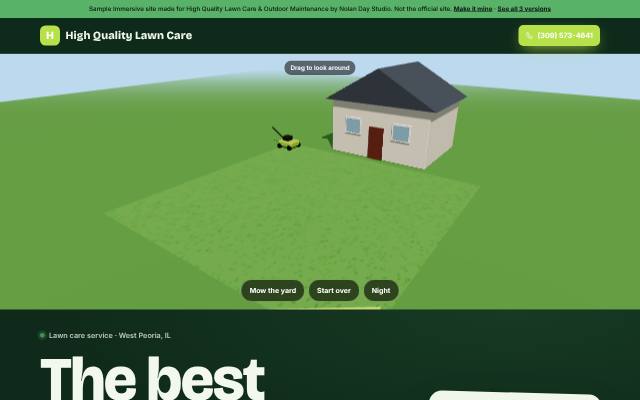 Sample Immersive site made for High Quality Lawn Care & Outdoor Maintenance by Nolan Day Studio. Not the official site. Make it mine · See all 3 versions
H High Quality Lawn Care
(309) 573-4641
Drag to look around
Mow the yard Start over Night
Lawn care service · West Peoria, IL
The best